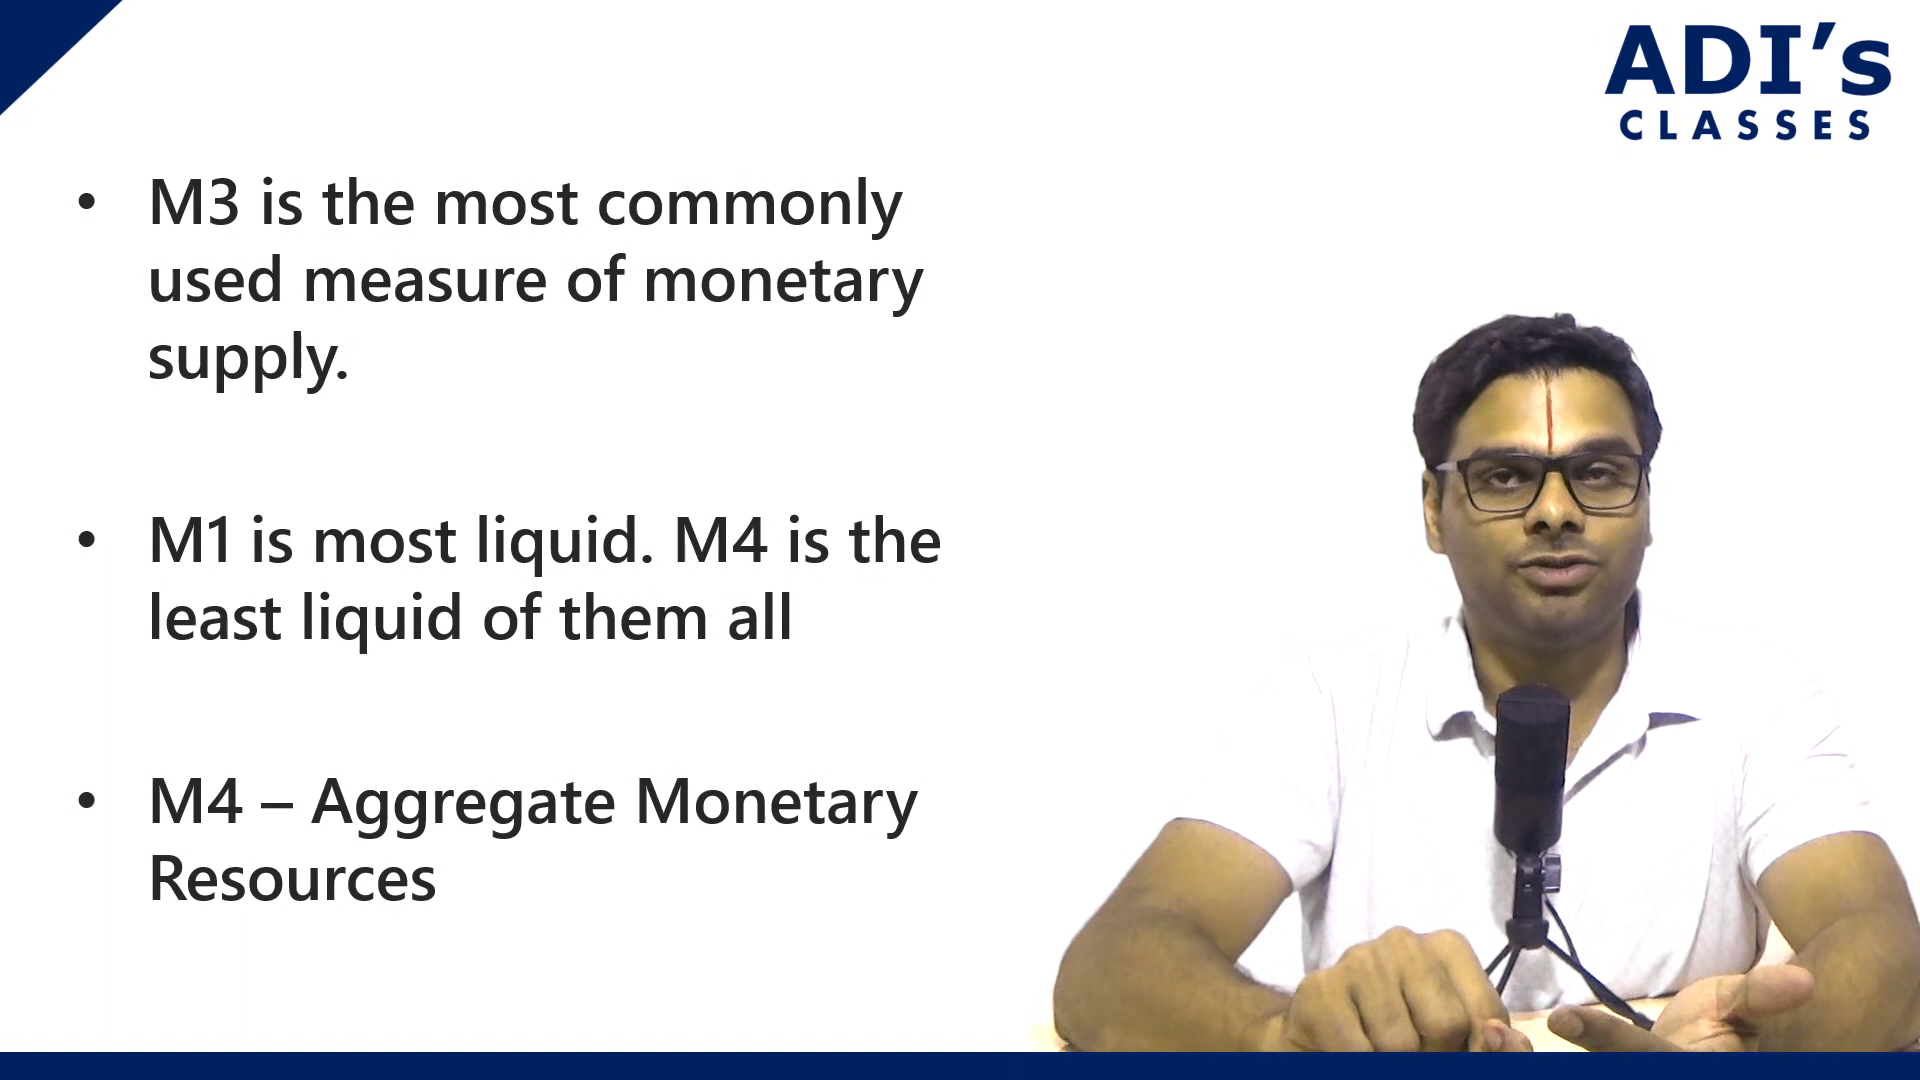 ADI's
CLASSES
• M3 is the most commonly
used measure of monetary
supply.
• M1 is most liquid. M4 is the
least liquid of them all
• M4 – Aggregate Monetary
Resources